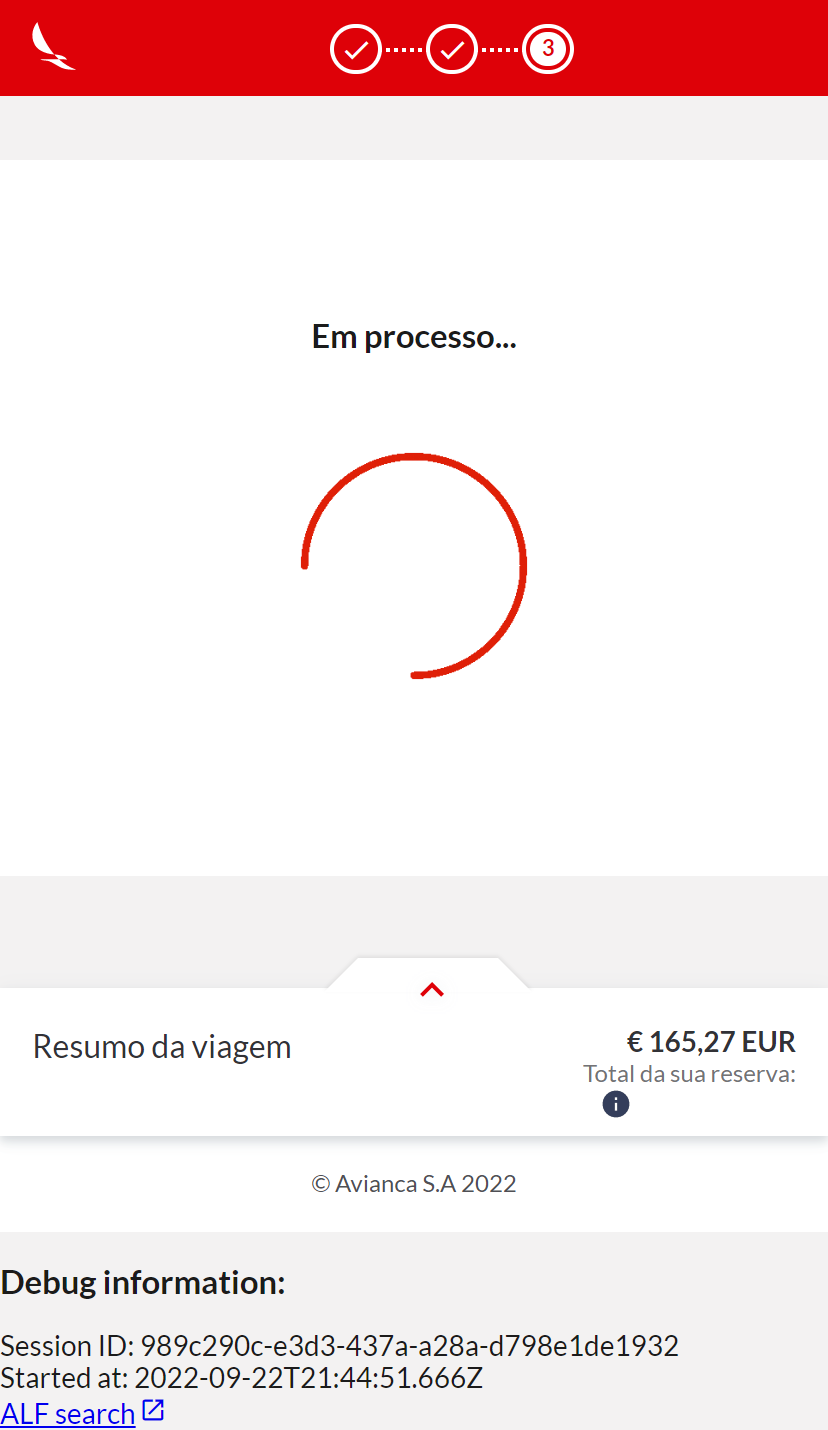 3
Em processo...
Resumo da viagem
€ 165,27 EUR
Total da sua reserva:
© Avianca S.A 2022
Debug information:
Session ID: 989c290c-e3d3-437a-a28a-d798e1de1932
Started at: 2022-09-22T21:44:51.666Z
ALF search